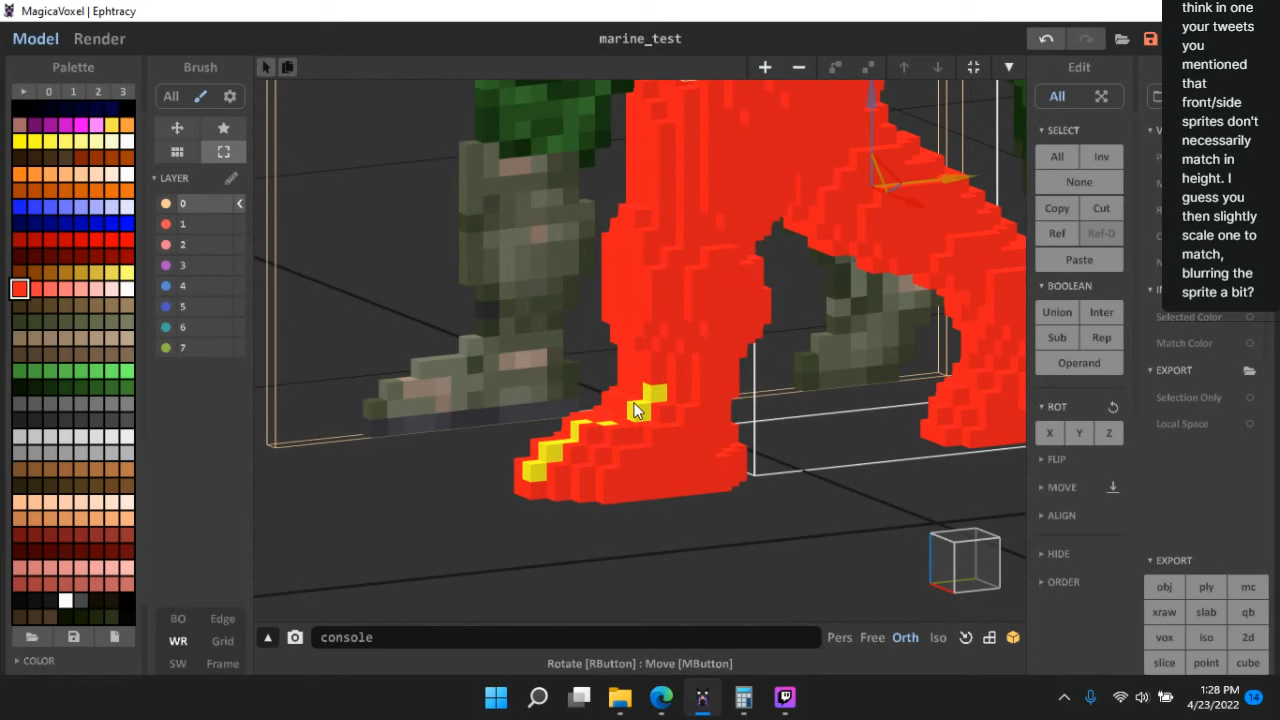 MagicaVoxel | Ephtracy
Model Render
marine_test
Palette
0 1 2 3
COLOR
Brush
All
LAYER
0
1
2
3
4
5
6
7
BO Edge
WR Grid
SW Frame
console
Pers Free Orth Iso
Rotate [RButton] : Move [MButton]
Edit
All
SELECT
All Inv
None
Copy Cut
Ref Ref-D
Paste
BOOLEAN
Union Inter
Sub Rep
Operand
ROT
X Y Z
FLIP
MOVE
ALIGN
HIDE
ORDER
think in one
your tweets
you
mentioned
that
front/side
sprites don't
necessarily
match in
height. I
guess you
then slightly
scale one to
match,
blurring the
sprite a bit?
Selected Color
Match Color
EXPORT
Selection Only
Local Space
EXPORT
obj ply mc
xraw slab qb
vox iso 2d
slice point cube
1:28 PM
4/23/2022
14